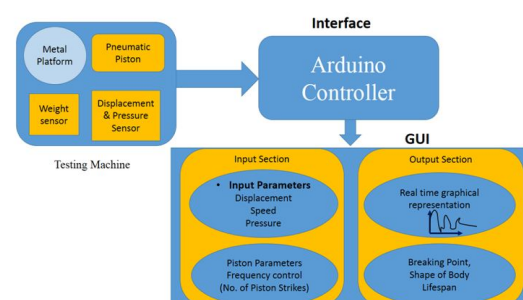 Interface
Metal
Platform
Pneumatic
Piston
Weight
sensor
Displacement
& Pressure
Sensor
Testing Machine
Arduino
Controller
GUI
Input Section
• Input Parameters
Displacement
Speed
Pressure
Piston Parameters
Frequency control
(No. of Piston Strikes)
Output Section
Real time graphical
representation
Breaking Point,
Shape of Body
Lifespan